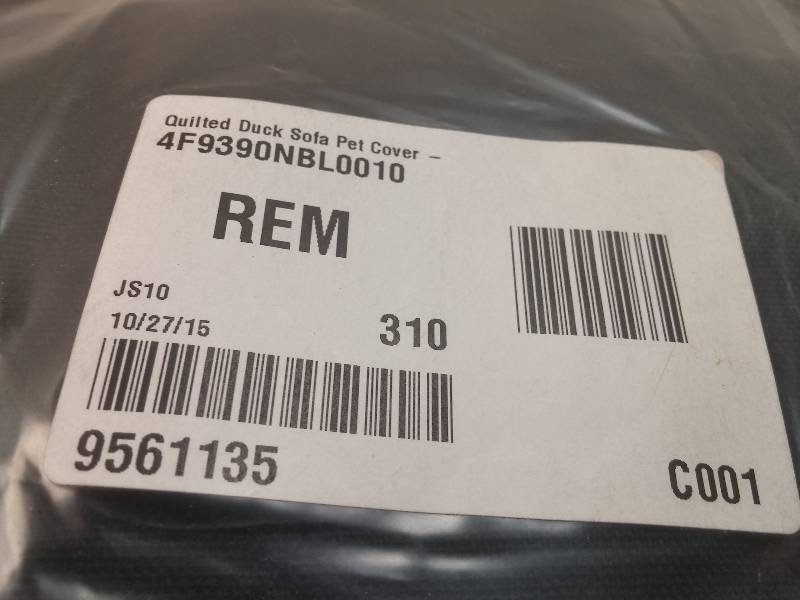 Quilted Duck Sofa Pet Cover –
4F9390NBL0010
REM
JS10
10/27/15
310
9561135
C001